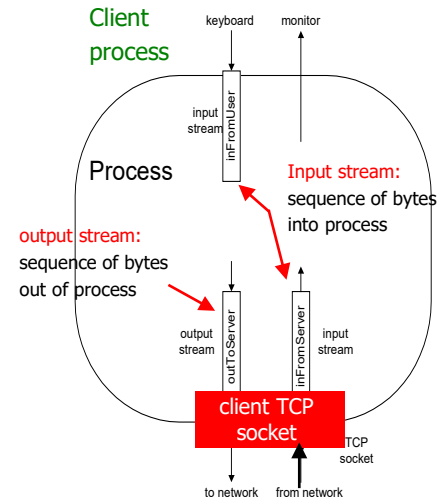 Client
process
keyboard
monitor
input
stream
inFromUser
Process
Input stream:
sequence of bytes
into process
output stream:
sequence of bytes
out of process
output
stream
outToServer
inFromServer
input
stream
client TCP
socket
TCP
socket
to network
from network